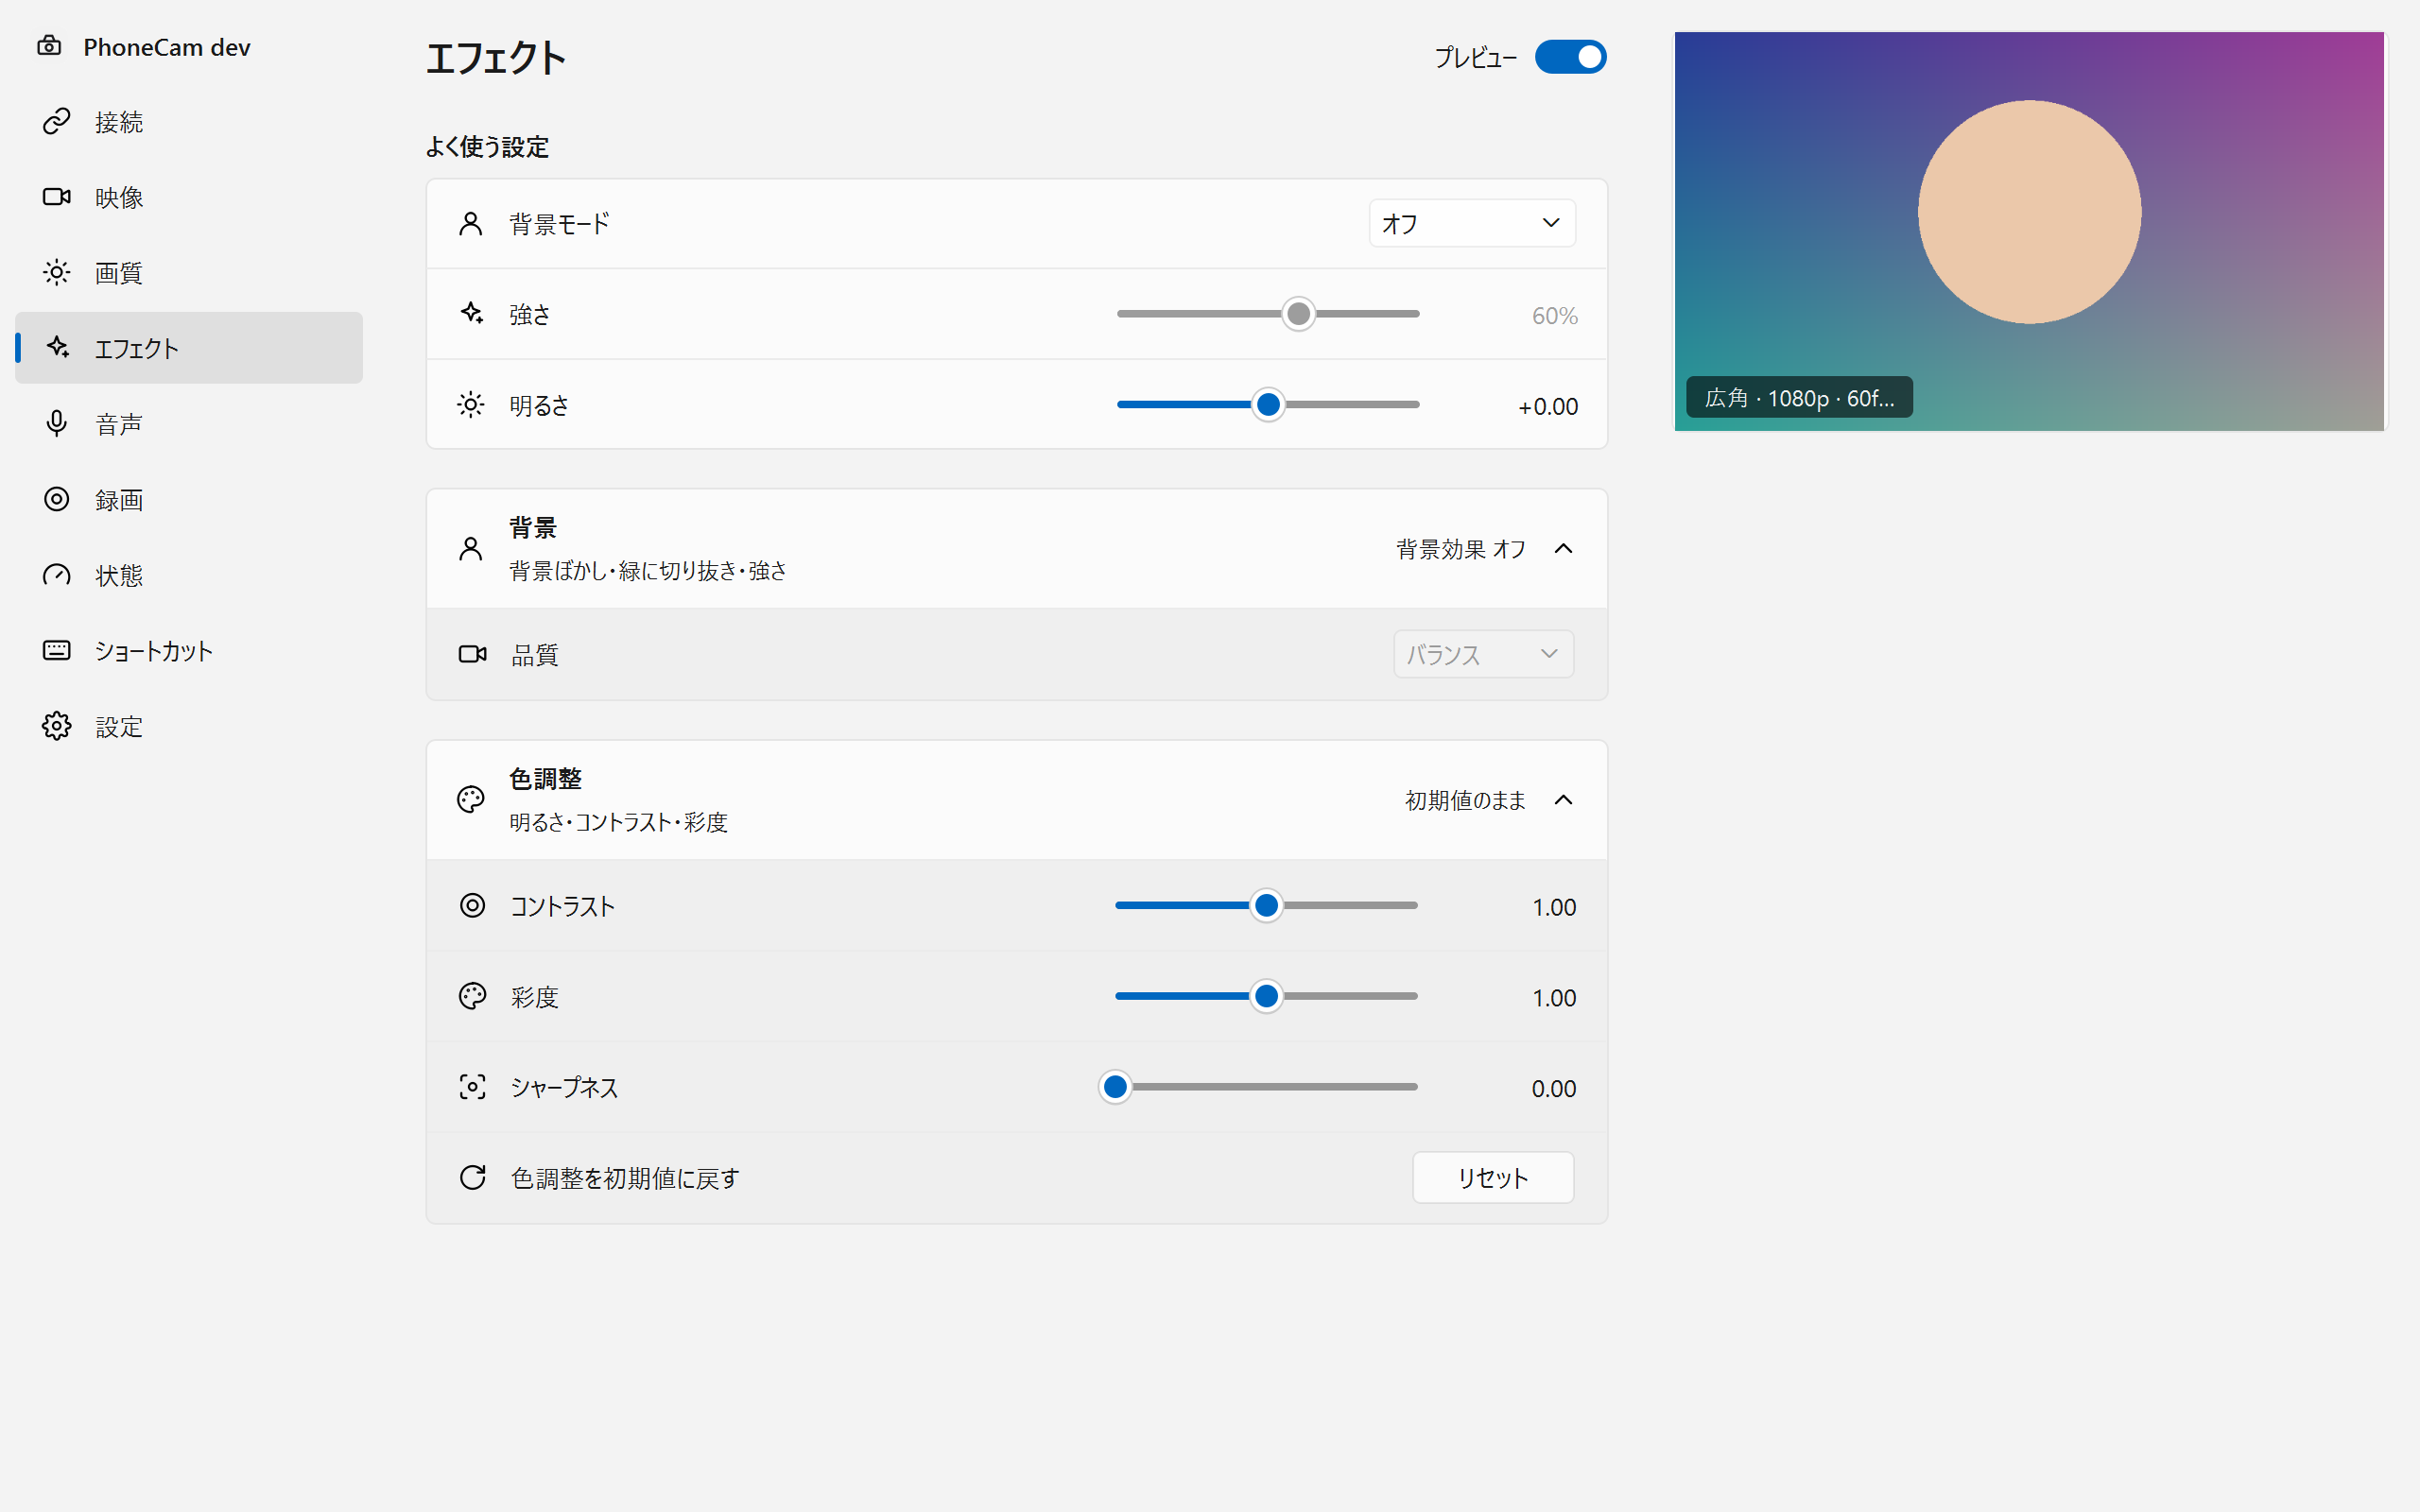 PhoneCam dev
接続
映像
画質
エフェクト
音声
録画
状態
ショートカット
設定
エフェクト
プレビュー
よく使う設定
背景モード
オフ
強さ
60%
明るさ
+0.00
背景
背景ぼかし・緑に切り抜き・強さ
背景効果 オフ
品質
バランス
色調整
明るさ・コントラスト・彩度
初期値のまま
コントラスト
1.00
彩度
1.00
シャープネス
0.00
色調整を初期値に戻す
リセット
広角 · 1080p · 60f...